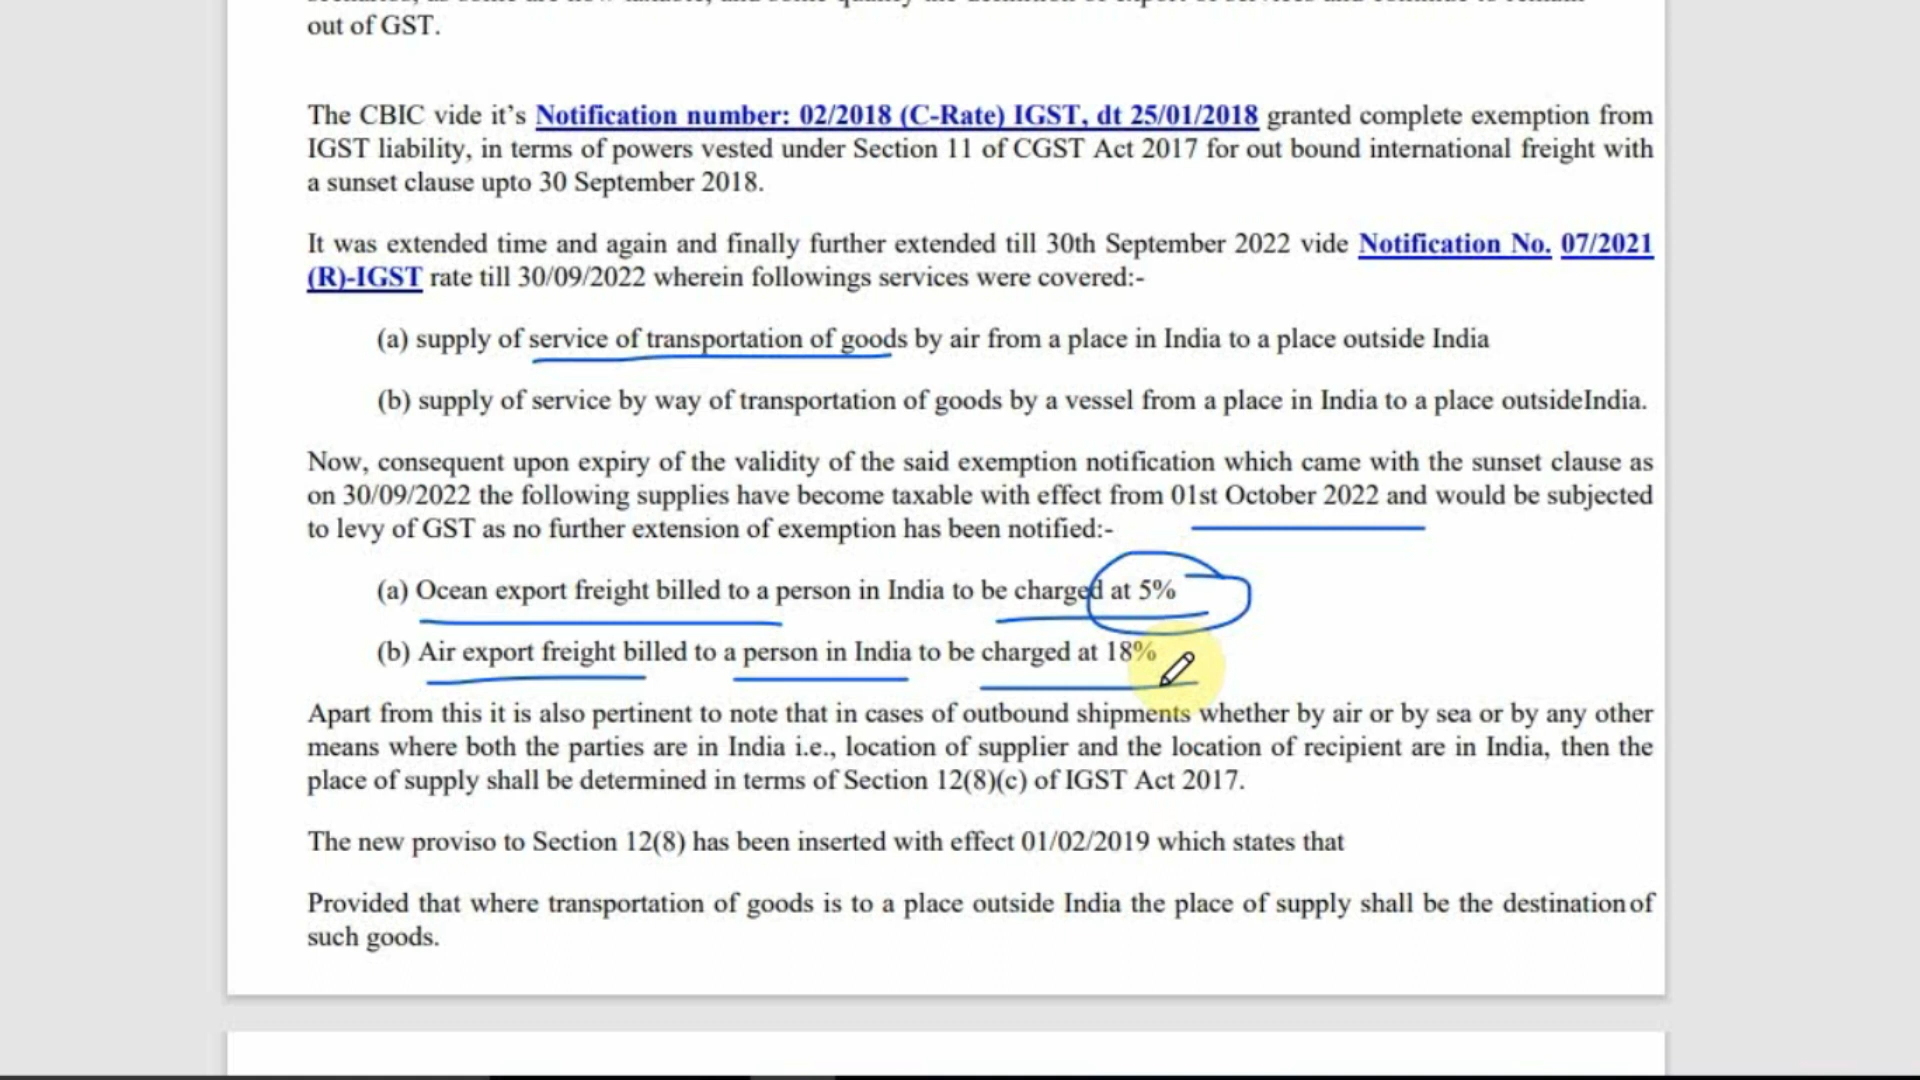 out of GST.
The CBIC vide it's Notification number: 02/2018 (C-Rate) IGST, dt 25/01/2018 granted complete exemption from
IGST liability, in terms of powers vested under Section 11 of CGST Act 2017 for out bound international freight with
a sunset clause upto 30 September 2018.
It was extended time and again and finally further extended till 30th September 2022 vide Notification No. 07/2021
(R)-IGST rate till 30/09/2022 wherein followings services were covered:-
(a) supply of service of transportation of goods by air from a place in India to a place outside India
(b) supply of service by way of transportation of goods by a vessel from a place in India to a place outsideIndia.
Now, consequent upon expiry of the validity of the said exemption notification which came with the sunset clause as
on 30/09/2022 the following supplies have become taxable with effect from 01st October 2022 and would be subjected
to levy of GST as no further extension of exemption has been notified:-
(a) Ocean export freight billed to a person in India to be charged at 5%
(b) Air export freight billed to a person in India to be charged at 18%
Apart from this it is also pertinent to note that in cases of outbound shipments whether by air or by sea or by any other
means where both the parties are in India i.e., location of supplier and the location of recipient are in India, then the
place of supply shall be determined in terms of Section 12(8)(c) of IGST Act 2017.
The new proviso to Section 12(8) has been inserted with effect 01/02/2019 which states that
Provided that where transportation of goods is to a place outside India the place of supply shall be the destination of
such goods.